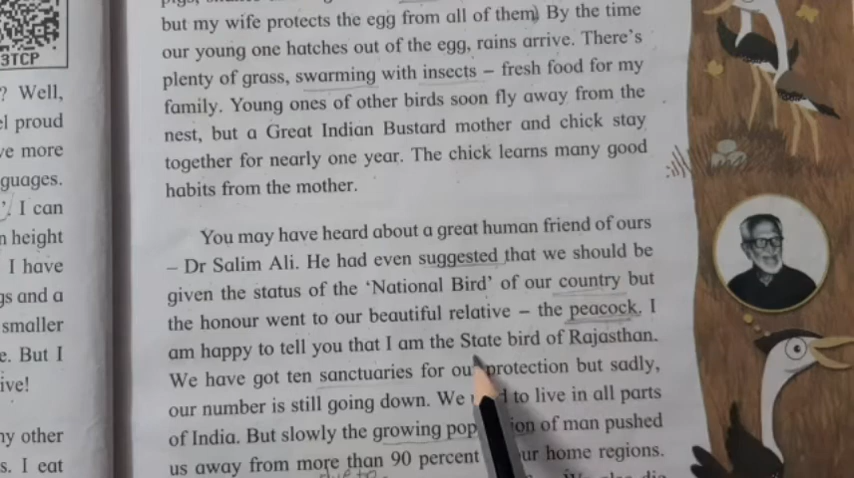 3TCP
? Well,
el proud
ve more
guages.
I can
n height
I have
gs and a
smaller
e. But I
ive!
ny other
s. I eat
but my wife protects the egg from all of them) By the time
our young one hatches out of the egg, rains arrive. There's
plenty of grass, swarming with insects – fresh food for my
family. Young ones of other birds soon fly away from the
nest, but a Great Indian Bustard mother and chick stay
together for nearly one year. The chick learns many good
habits from the mother.
You may have heard about a great human friend of ours
– Dr Salim Ali. He had even suggested that we should be
given the status of the 'National Bird' of our country but
the honour went to our beautiful relative – the peacock. I
am happy to tell you that I am the State bird of Rajasthan.
We have got ten sanctuaries for our protection but sadly,
our number is still going down. We to live in all parts
of India. But slowly the growing pop ion of man pushed
us away from more than 90 percent ur home regions.